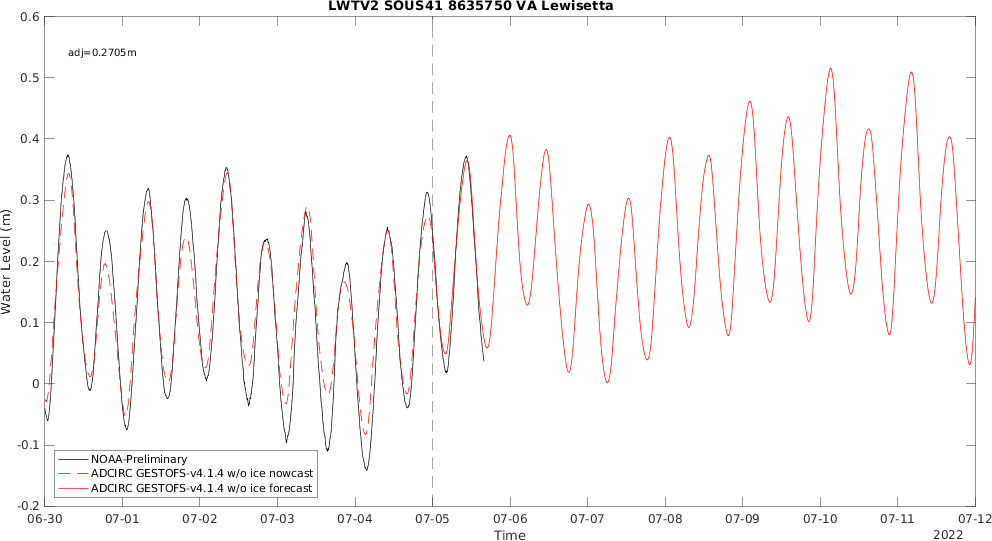 LWTV2 SOUS41 8635750 VA Lewisetta
adj=0.2705m
Water Level (m)
0.6
0.5
0.4
0.3
0.2
0.1
0
-0.1
-0.2
NOAA-Preliminary
ADCIRC GESTOFS-v4.1.4 w/o ice nowcast
ADCIRC GESTOFS-v4.1.4 w/o ice forecast
06-30 07-01 07-02 07-03 07-04 07-05 07-06 07-07 07-08 07-09 07-10 07-11 07-12
Time
2022